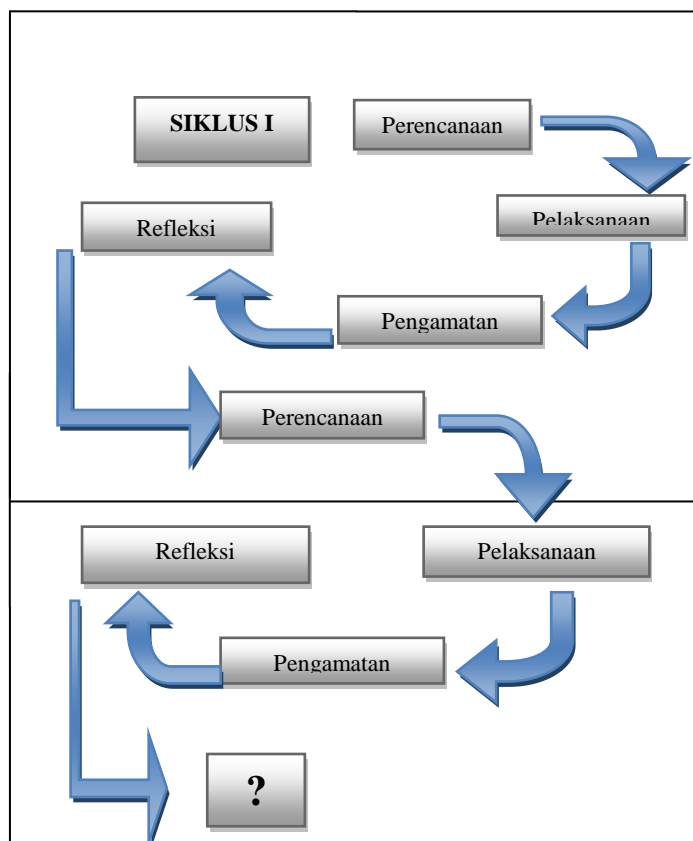 SIKLUS I
Perencanaan
Pelaksanaan
Refleksi
Pengamatan
Perencanaan
Refleksi
Pelaksanaan
Pengamatan
?